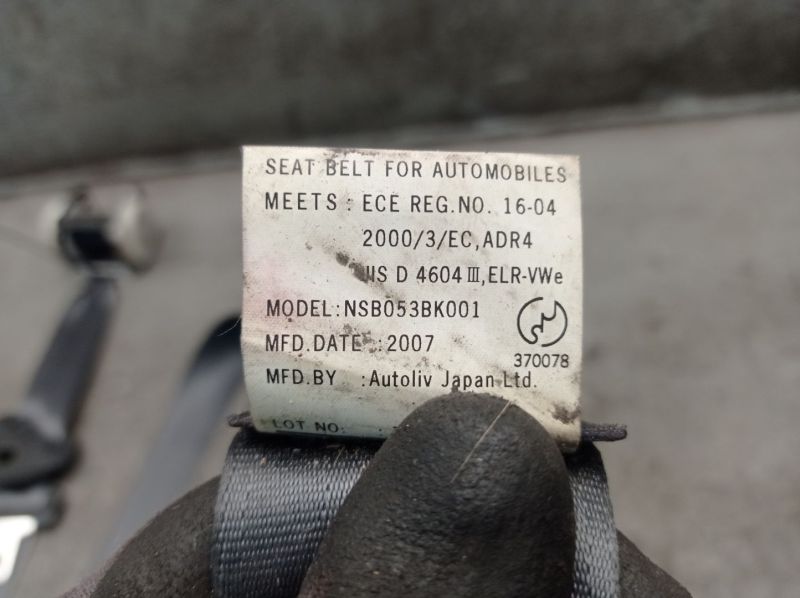 SEAT BELT FOR AUTOMOBILES
MEETS : ECE REG.NO. 16-04
2000/3/EC,ADR4
JIS D 4604 III,ELR-VWe
MODEL:NSB053BK001
MFD.DATE :2007
370078
MFD.BY :Autoliv Japan Ltd.
LOT NO: